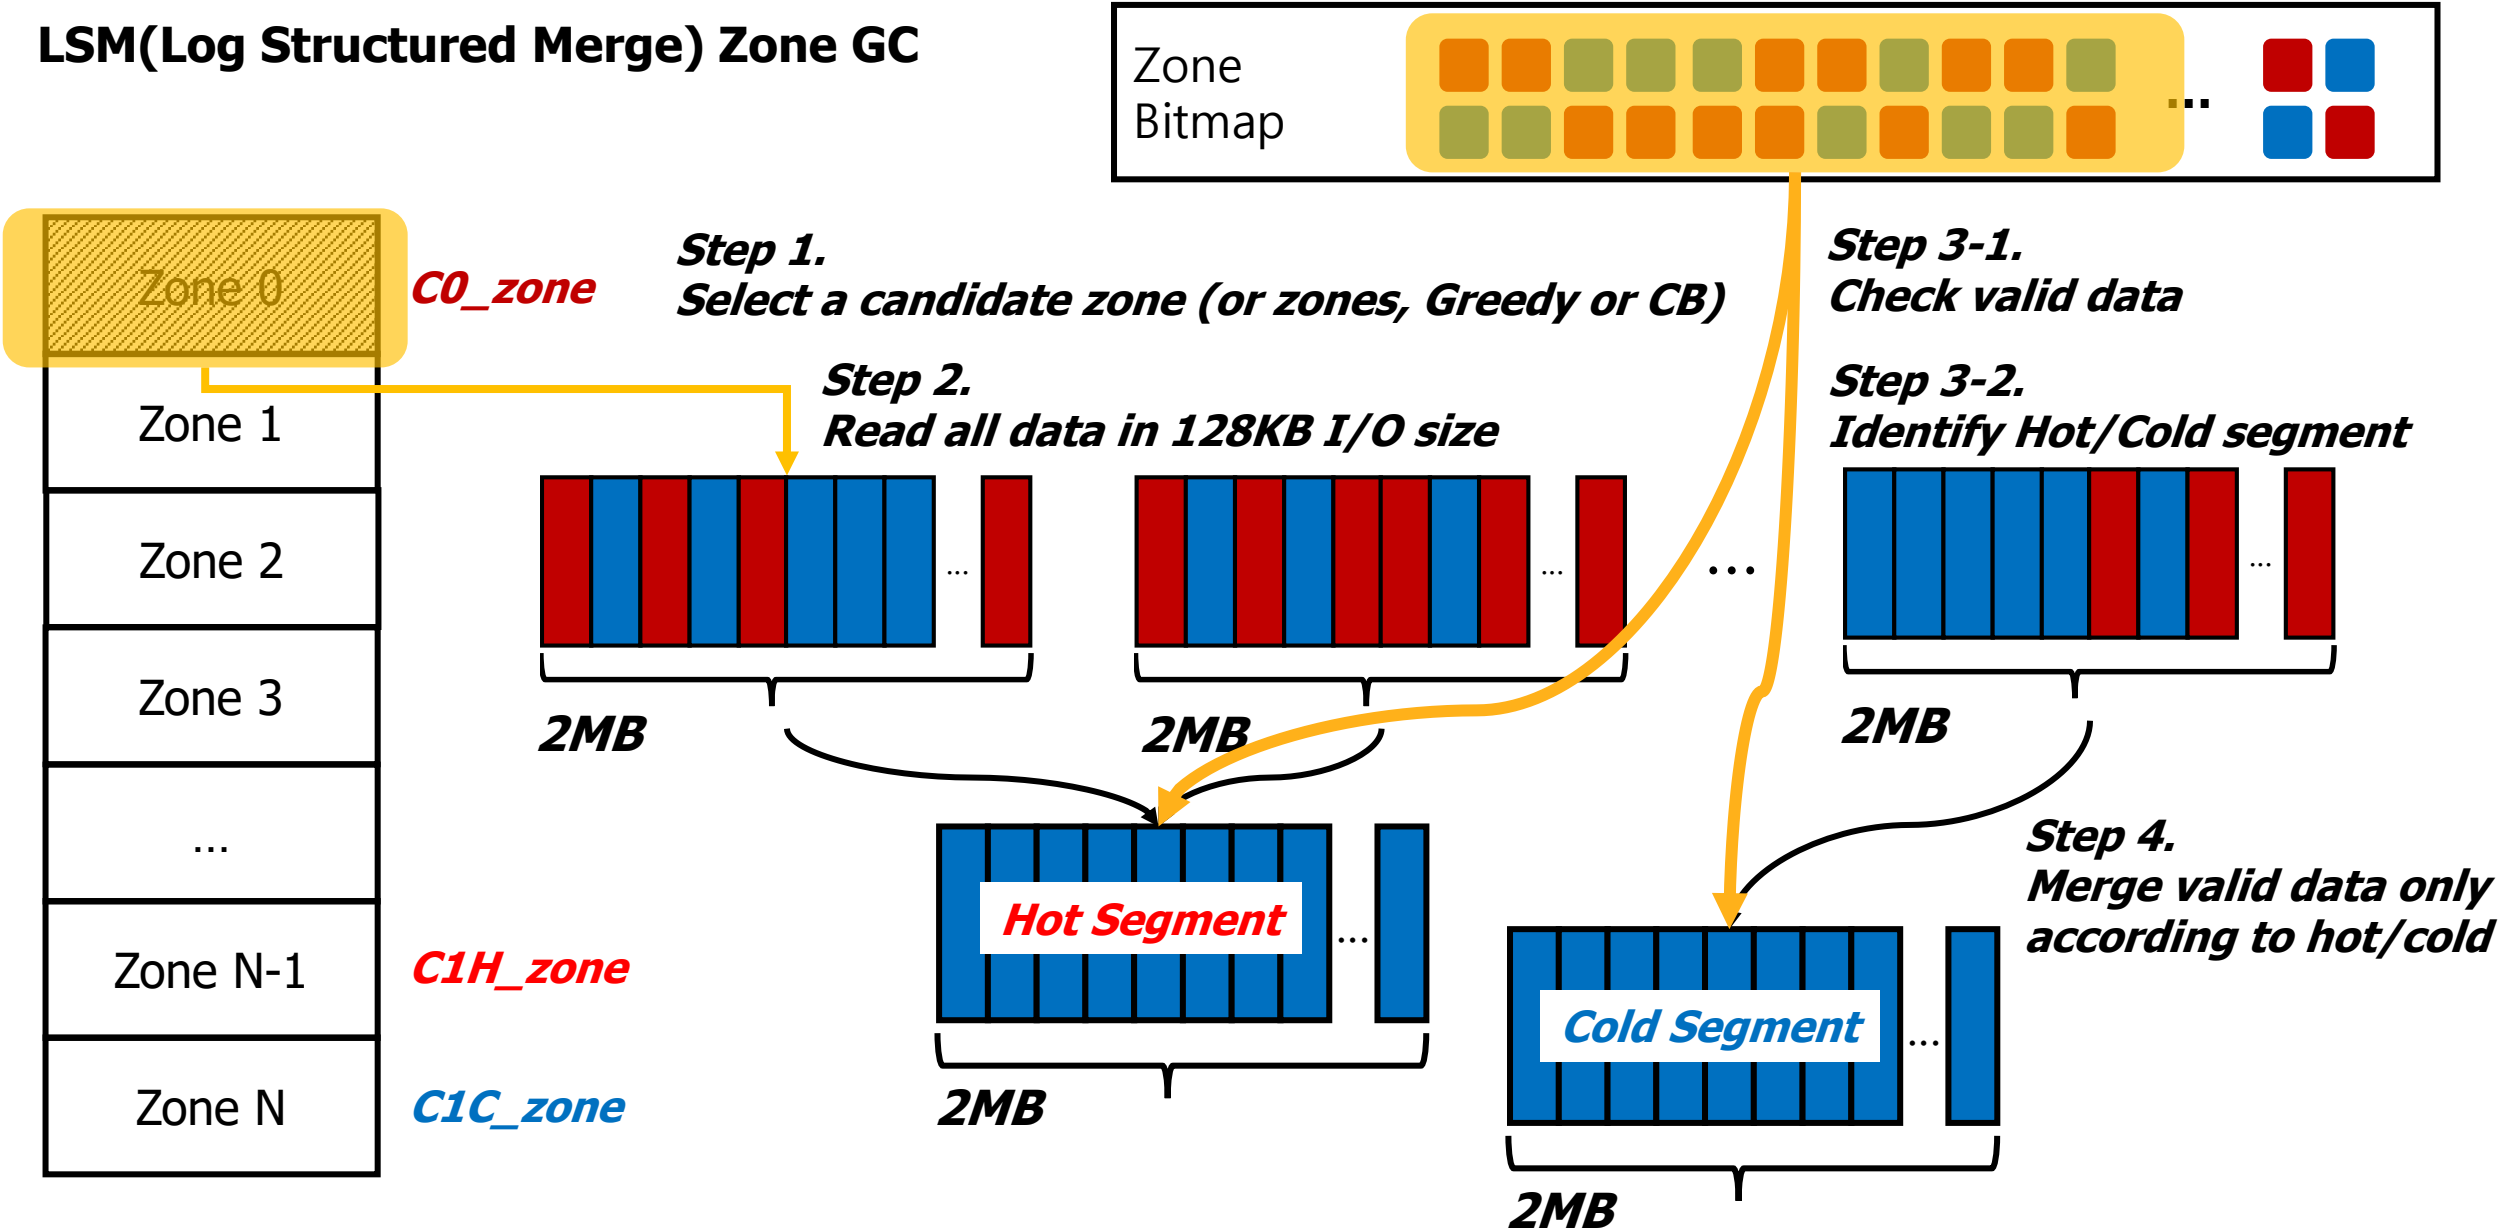 LSM(Log Structured Merge) Zone GC
Zone
Bitmap
...
Zone 0
C0_zone
Zone 1
Zone 2
Zone 3
...
Zone N-1
C1H_zone
Zone N
C1C_zone
Step 1.
Select a candidate zone (or zones, Greedy or CB)
Step 2.
Read all data in 128KB I/O size
Step 3-1.
Check valid data
Step 3-2.
Identify Hot/Cold segment
...
...
...
...
2MB
2MB
2MB
Step 4.
Merge valid data only
according to hot/cold
Hot Segment
...
2MB
Cold Segment
...
2MB